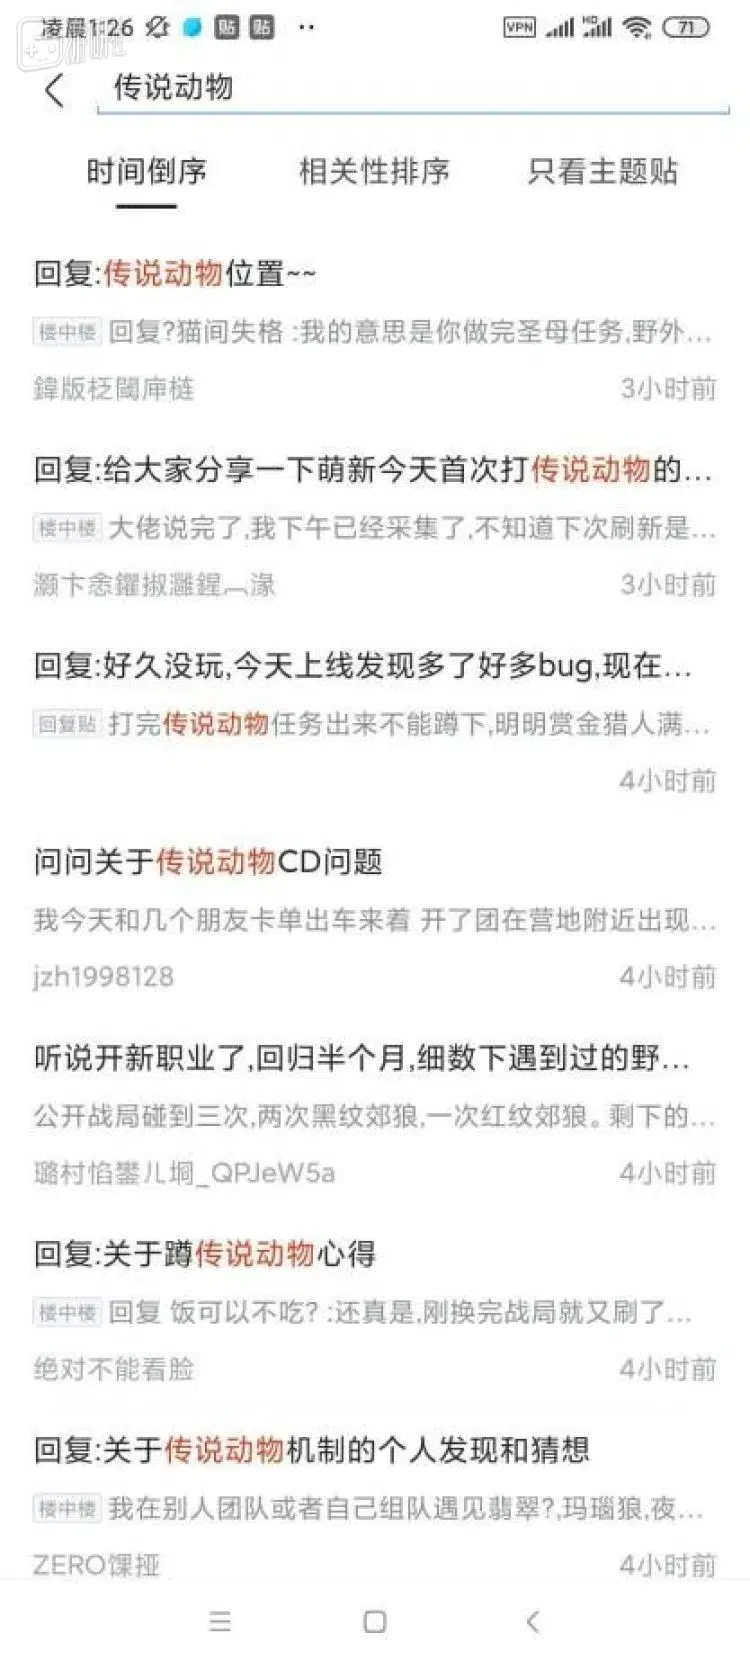 凌晨1:26
贴 贴
VPN
HD
71
传说动物
时间倒序 相关性排序 只看主题贴
回复:传说动物位置~~
楼中楼 回复?猫间失格 :我的意思是你做完圣母任务,野外...
3小时前
回复:给大家分享一下萌新今天首次打传说动物的...
楼中楼 大佬说完了,我下午已经采集了,不知道下次刷新是...
3小时前
回复:好久没玩,今天上线发现多了好多bug,现在...
回复贴 打完传说动物任务出来不能蹲下,明明赏金猎人满...
4小时前
问问关于传说动物CD问题
我今天和几个朋友卡单出车来着 开了团在营地附近出现...
jzh1998128 4小时前
听说开新职业了,回归半个月,细数下遇到过的野...
公开战局碰到三次,两次黑纹郊狼,一次红纹郊狼。剩下的...
璐村惂鐢ㄦ埛_QPJeW5a 4小时前
回复:关于蹲传说动物心得
楼中楼 回复 饭可以不吃? :还真是,刚换完战局就又刷了...
绝对不能看脸 4小时前
回复:关于传说动物机制的个人发现和猜想
楼中楼 我在别人团队或者自己组队遇见翡翠?,玛瑙狼,夜...
ZERO馃挜 4小时前